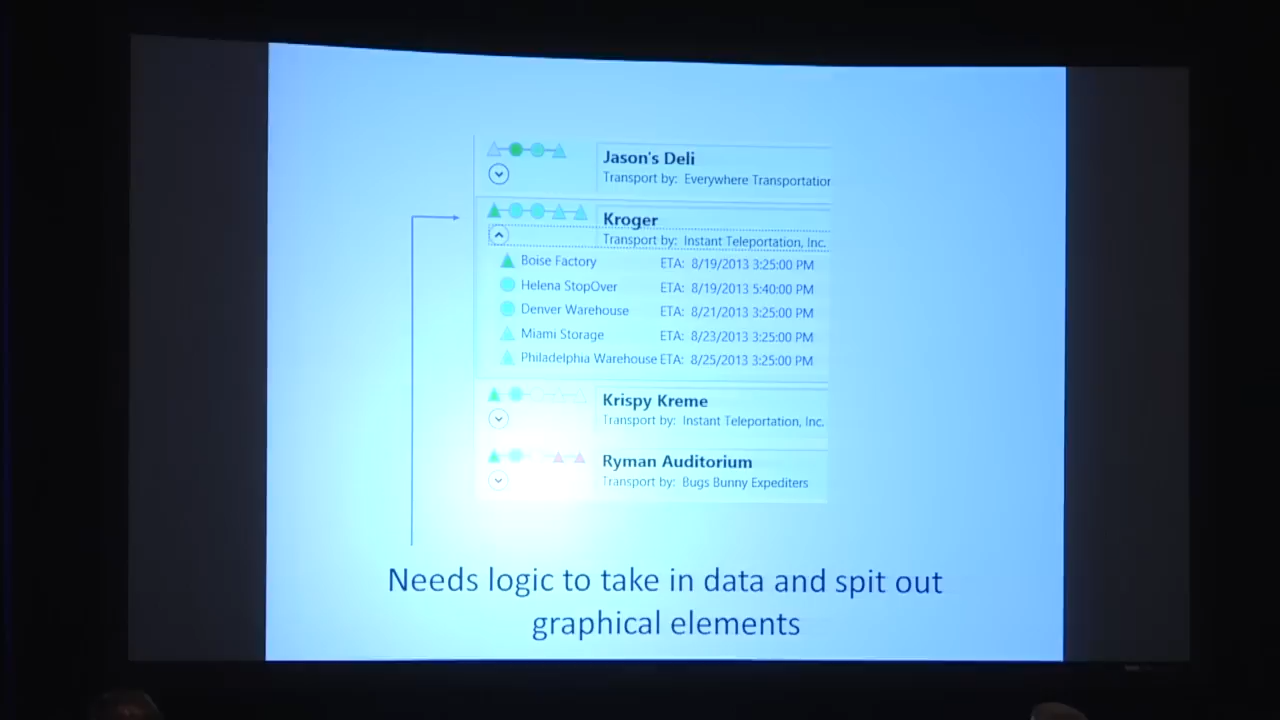 Jason's Deli
Transport by: Everywhere Transportation
Kroger
Transport by: Instant Teleportation, Inc.
Boise Factory ETA: 8/19/2013 3:25:00 PM
Helena StopOver ETA: 8/19/2013 5:40:00 PM
Denver Warehouse ETA: 8/21/2013 3:25:00 PM
Miami Storage ETA: 8/23/2013 3:25:00 PM
Philadelphia Warehouse ETA: 8/25/2013 3:25:00 PM
Krispy Kreme
Transport by: Instant Teleportation, Inc.
Ryman Auditorium
Transport by: Bugs Bunny Expediters
Needs logic to take in data and spit out
graphical elements